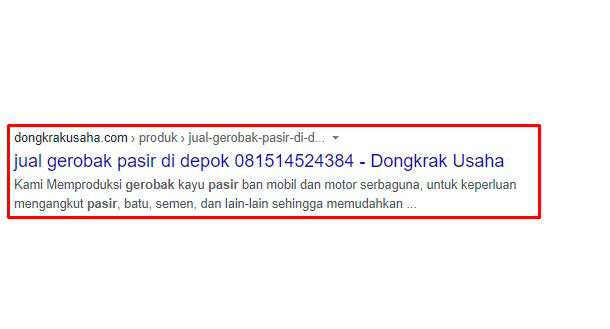 dongkrakusaha.com › produk › jual-gerobak-pasir-di-d...
jual gerobak pasir di depok 081514524384 - Dongkrak Usaha
Kami Memproduksi gerobak kayu pasir ban mobil dan motor serbaguna, untuk keperluan
mengangkut pasir, batu, semen, dan lain-lain sehingga memudahkan ...